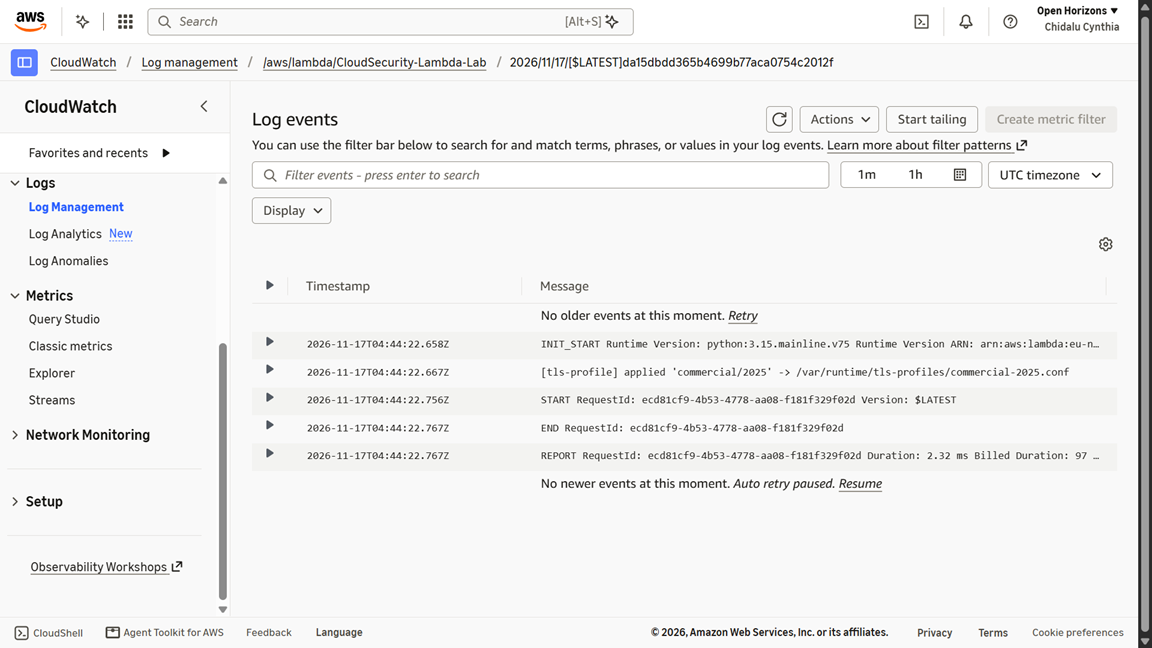 aws
Search [Alt+S]
Open Horizons
Chidalu Cynthia
CloudWatch / Log management / /aws/lambda/CloudSecurity-Lambda-Lab / 2026/11/17/[$LATEST]da15dbdd365b4699b77aca0754c2012f
CloudWatch
Favorites and recents
Logs
Log Management
Log Analytics New
Log Anomalies
Metrics
Query Studio
Classic metrics
Explorer
Streams
Network Monitoring
Setup
Observability Workshops
Log events
Actions
Start tailing
Create metric filter
You can use the filter bar below to search for and match terms, phrases, or values in your log events. Learn more about filter patterns
Filter events - press enter to search
1m 1h
UTC timezone
Display
Timestamp Message
No older events at this moment. Retry
2026-11-17T04:44:22.658Z INIT_START Runtime Version: python:3.15.mainline.v75 Runtime Version ARN: arn:aws:lambda:eu-n…
2026-11-17T04:44:22.667Z [tls-profile] applied 'commercial/2025' -> /var/runtime/tls-profiles/commercial-2025.conf
2026-11-17T04:44:22.756Z START RequestId: ecd81cf9-4b53-4778-aa08-f181f329f02d Version: $LATEST
2026-11-17T04:44:22.767Z END RequestId: ecd81cf9-4b53-4778-aa08-f181f329f02d
2026-11-17T04:44:22.767Z REPORT RequestId: ecd81cf9-4b53-4778-aa08-f181f329f02d Duration: 2.32 ms Billed Duration: 97 …
No newer events at this moment. Auto retry paused. Resume
CloudShell
Agent Toolkit for AWS
Feedback
Language
© 2026, Amazon Web Services, Inc. or its affiliates.
Privacy
Terms
Cookie preferences